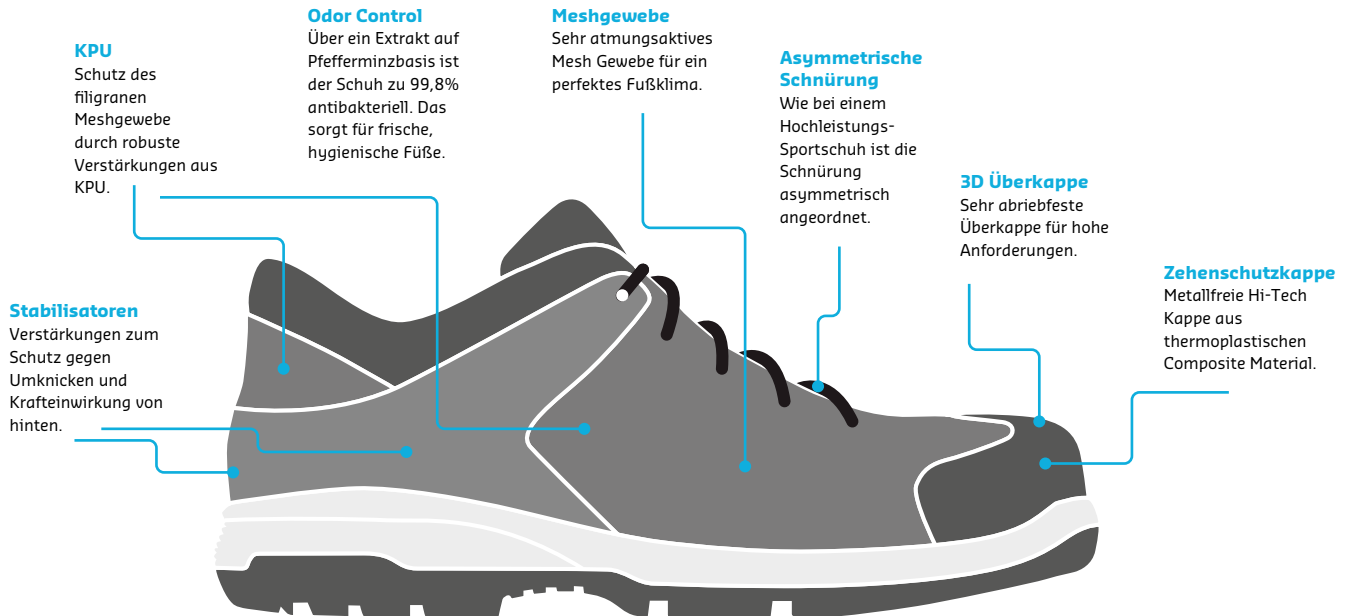 Odor Control
Über ein Extrakt auf
Pfefferminzbasis ist
der Schuh zu 99,8%
antibakteriell. Das
sorgt für frische,
hygienische Füße.
Meshgewebe
Sehr atmungsaktives
Mesh Gewebe für ein
perfektes Fußklima.
KPU
Schutz des
filigranen
Meshgewebe
durch robuste
Verstärkungen aus
KPU.
Asymmetrische
Schnürung
Wie bei einem
Hochleistungs-
Sportschuh ist die
Schnürung
asymmetrisch
angeordnet.
3D Überkappe
Sehr abriebfeste
Überkappe für hohe
Anforderungen.
Zehenschutzkappe
Metallfreie Hi-Tech
Kappe aus
thermoplastischen
Composite Material.
Stabilisatoren
Verstärkungen zum
Schutz gegen
Umknicken und
Krafteinwirkung von
hinten.